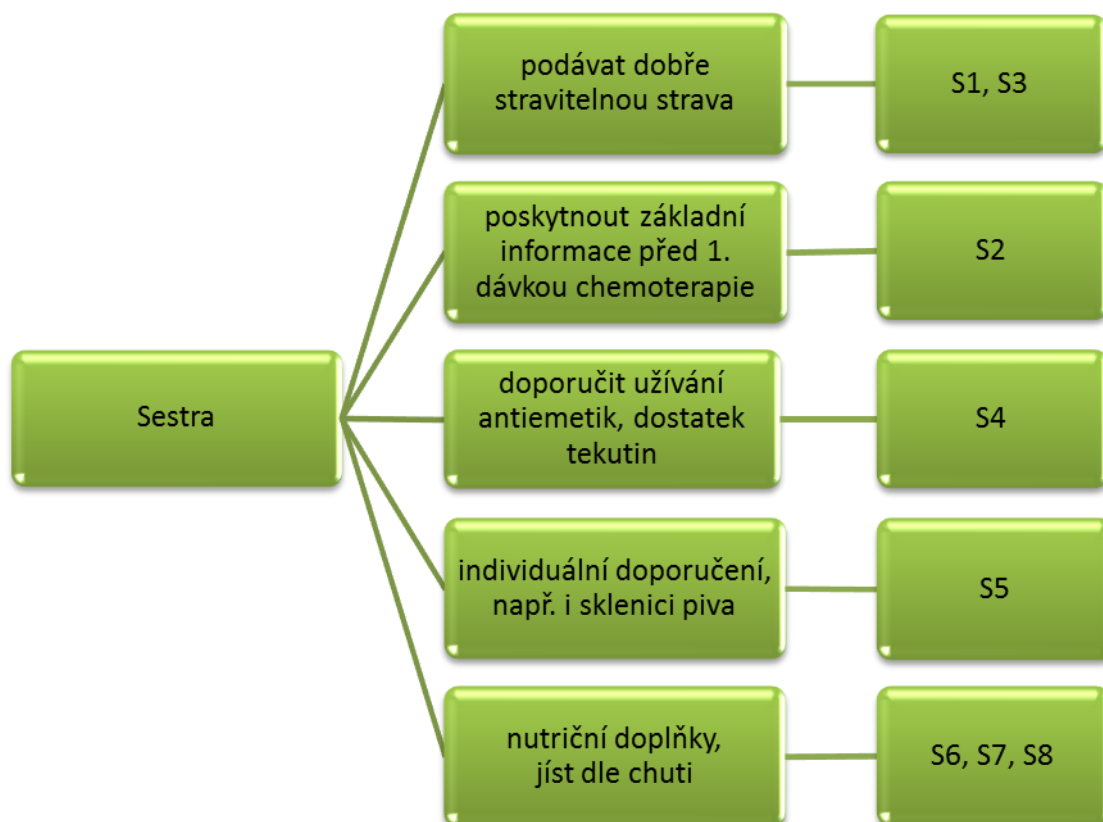 podávat dobře
stravitelnou strava
S1, S3
poskytnout základní
informace před 1.
dávkou chemoterapie
S2
Sestra
doporučit užívání
antiemetik, dostatek
tekutin
S4
individuální doporučení,
např. i sklenici piva
S5
nutriční doplňky,
jíst dle chuti
S6, S7, S8